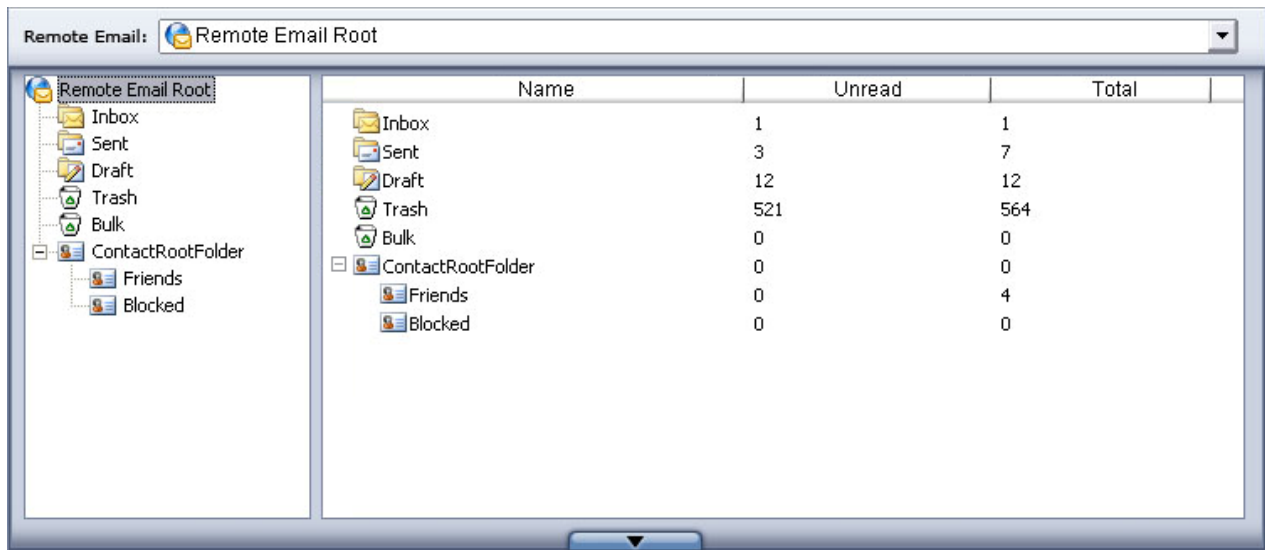 Remote Email: Remote Email Root
Remote Email Root
Inbox
Sent
Draft
Trash
Bulk
ContactRootFolder
Friends
Blocked
Name Unread Total
Inbox 1 1
Sent 3 7
Draft 12 12
Trash 521 564
Bulk 0 0
ContactRootFolder 0 0
Friends 0 4
Blocked 0 0